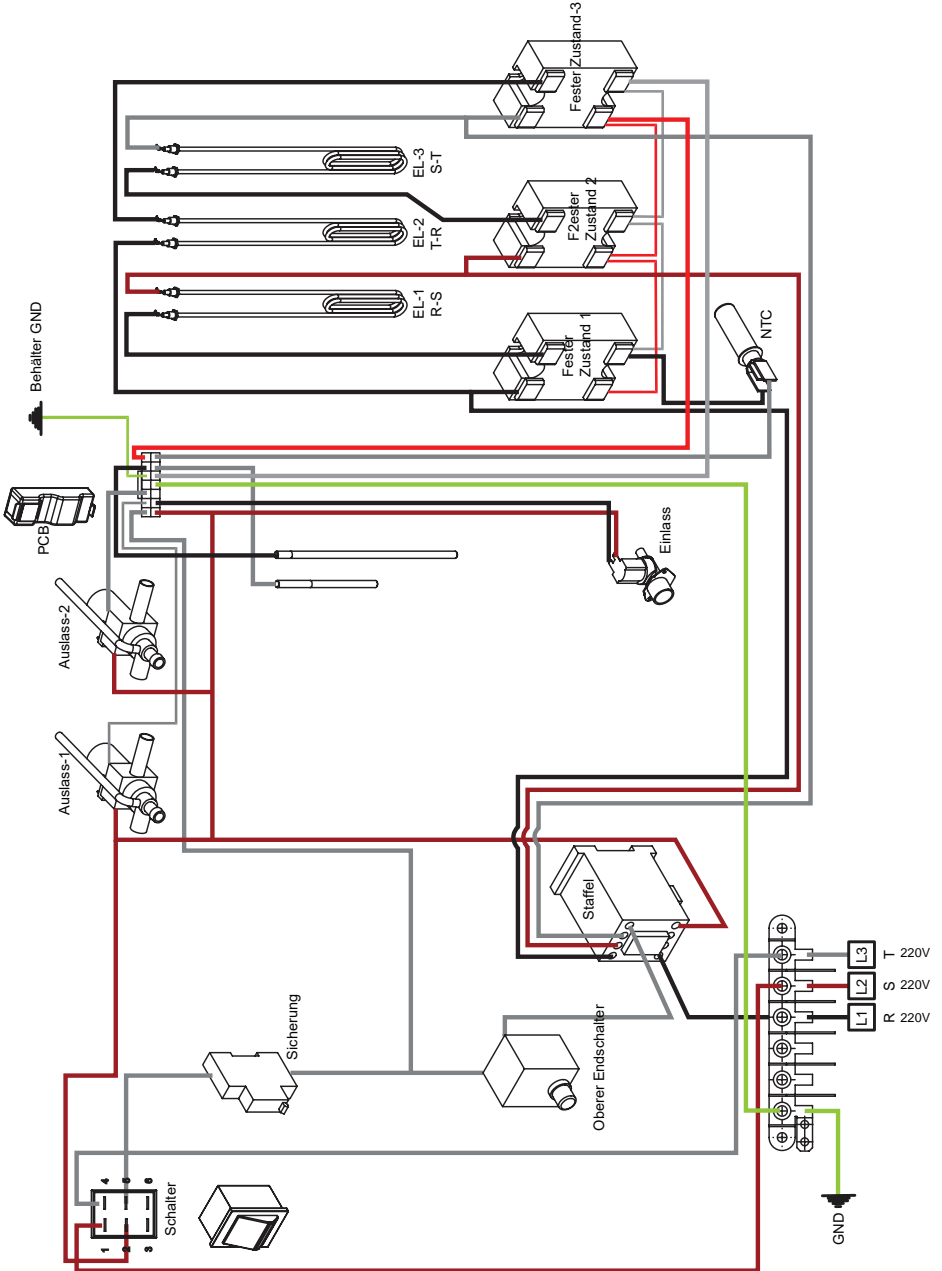 Behälter GND
PCB
Auslass-2
Auslass-1
EL-3
S-T
EL-2
T-R
EL-1
R-S
Fester Zustand-3
F2ester
Zustand 2
Fester
Zustand 1
NTC
Einlass
Staffel
Sicherung
Oberer Endschalter
Schalter
1
2
3
4
5
6
L3 T 220V
L2 S 220V
L1 R 220V
GND